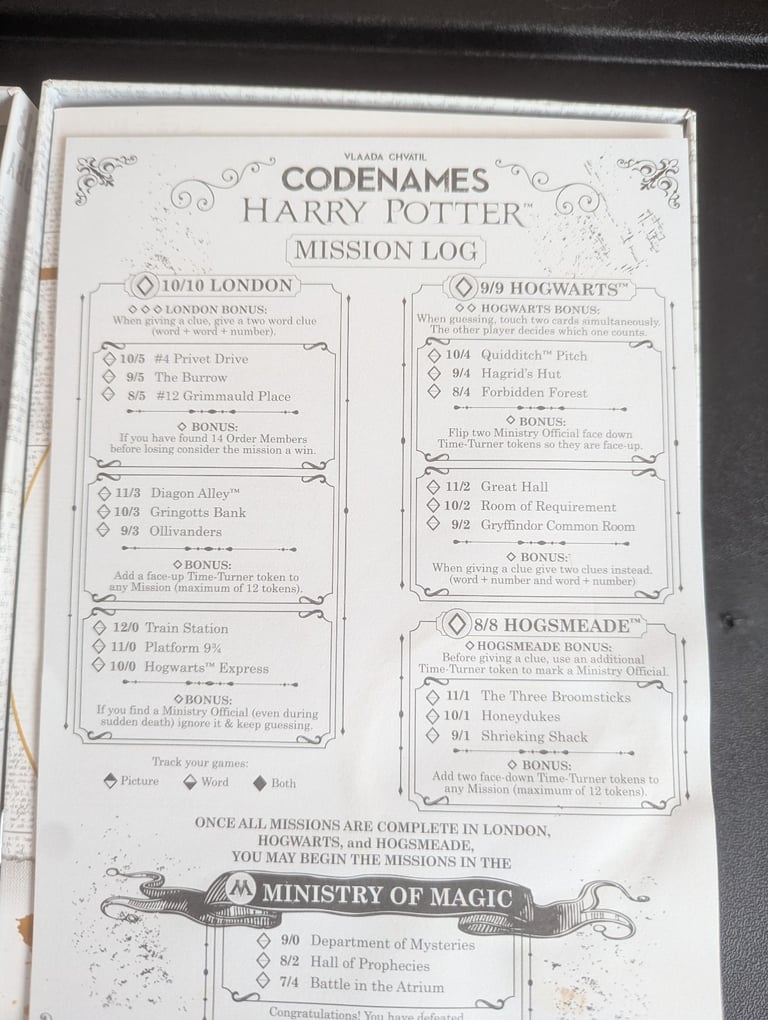 VLAADA CHVATIL
CODENAMES
HARRY POTTER™
MISSION LOG
10/10 LONDON
LONDON BONUS:
When giving a clue, give a two word clue
(word + word + number).
10/5 #4 Privet Drive
9/5 The Burrow
8/5 #12 Grimmauld Place
BONUS:
If you have found 14 Order Members
before losing consider the mission a win.
11/3 Diagon Alley™
10/3 Gringotts Bank
9/3 Ollivanders
BONUS:
Add a face-up Time-Turner token to
any Mission (maximum of 12 tokens).
12/0 Train Station
11/0 Platform 9¾
10/0 Hogwarts™ Express
BONUS:
If you find a Ministry Official (even during
sudden death) ignore it & keep guessing.
Track your games:
Picture Word Both
9/9 HOGWARTS™
HOGWARTS BONUS:
When guessing, touch two cards simultaneously.
The other player decides which one counts.
10/4 Quidditch™ Pitch
9/4 Hagrid's Hut
8/4 Forbidden Forest
BONUS:
Flip two Ministry Official face down
Time-Turner tokens so they are face-up.
11/2 Great Hall
10/2 Room of Requirement
9/2 Gryffindor Common Room
BONUS:
When giving a clue give two clues instead.
(word + number and word + number)
8/8 HOGSMEADE™
HOGSMEADE BONUS:
Before giving a clue, use an additional
Time-Turner token to mark a Ministry Official.
11/1 The Three Broomsticks
10/1 Honeydukes
9/1 Shrieking Shack
BONUS:
Add two face-down Time-Turner tokens to
any Mission (maximum of 12 tokens).
ONCE ALL MISSIONS ARE COMPLETE IN LONDON,
HOGWARTS, and HOGSMEADE,
YOU MAY BEGIN THE MISSIONS IN THE
M MINISTRY OF MAGIC
9/0 Department of Mysteries
8/2 Hall of Prophecies
7/4 Battle in the Atrium
Congratulations! You have defeated